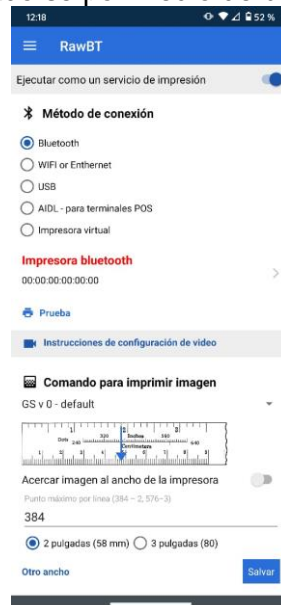 12:18
52 %
RawBT
Ejecutar como un servicio de impresión
Método de conexión
Bluetooth
WIFI or Enthernet
USB
AIDL - para terminales POS
Impresora virtual
Impresora bluetooth
00:00:00:00:00:00
Prueba
Instrucciones de configuración de video
Comando para imprimir imagen
GS v 0 - default
Acercar imagen al ancho de la impresora
Punto máximo por línea (384 – 2, 576–3)
384
2 pulgadas (58 mm) 3 pulgadas (80)
Otro ancho Salvar